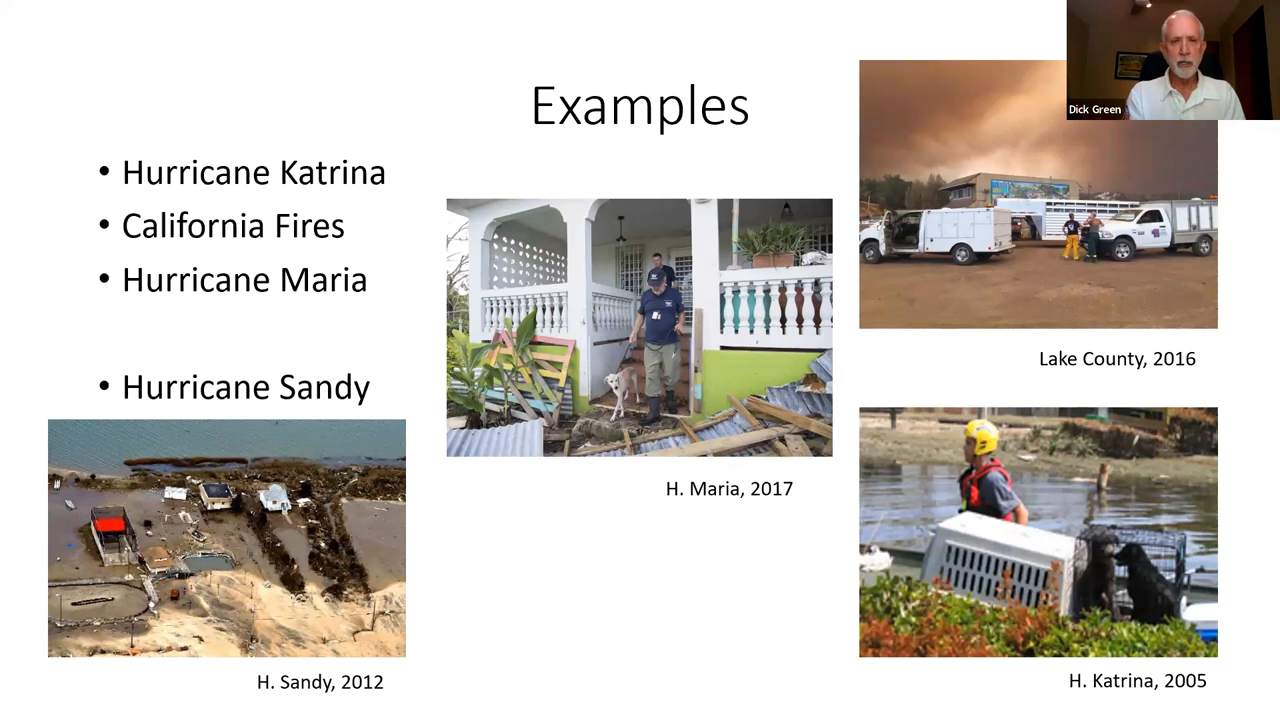 Examples
• Hurricane Katrina
• California Fires
• Hurricane Maria
• Hurricane Sandy
Dick Green
Lake County, 2016
H. Maria, 2017
H. Sandy, 2012
H. Katrina, 2005